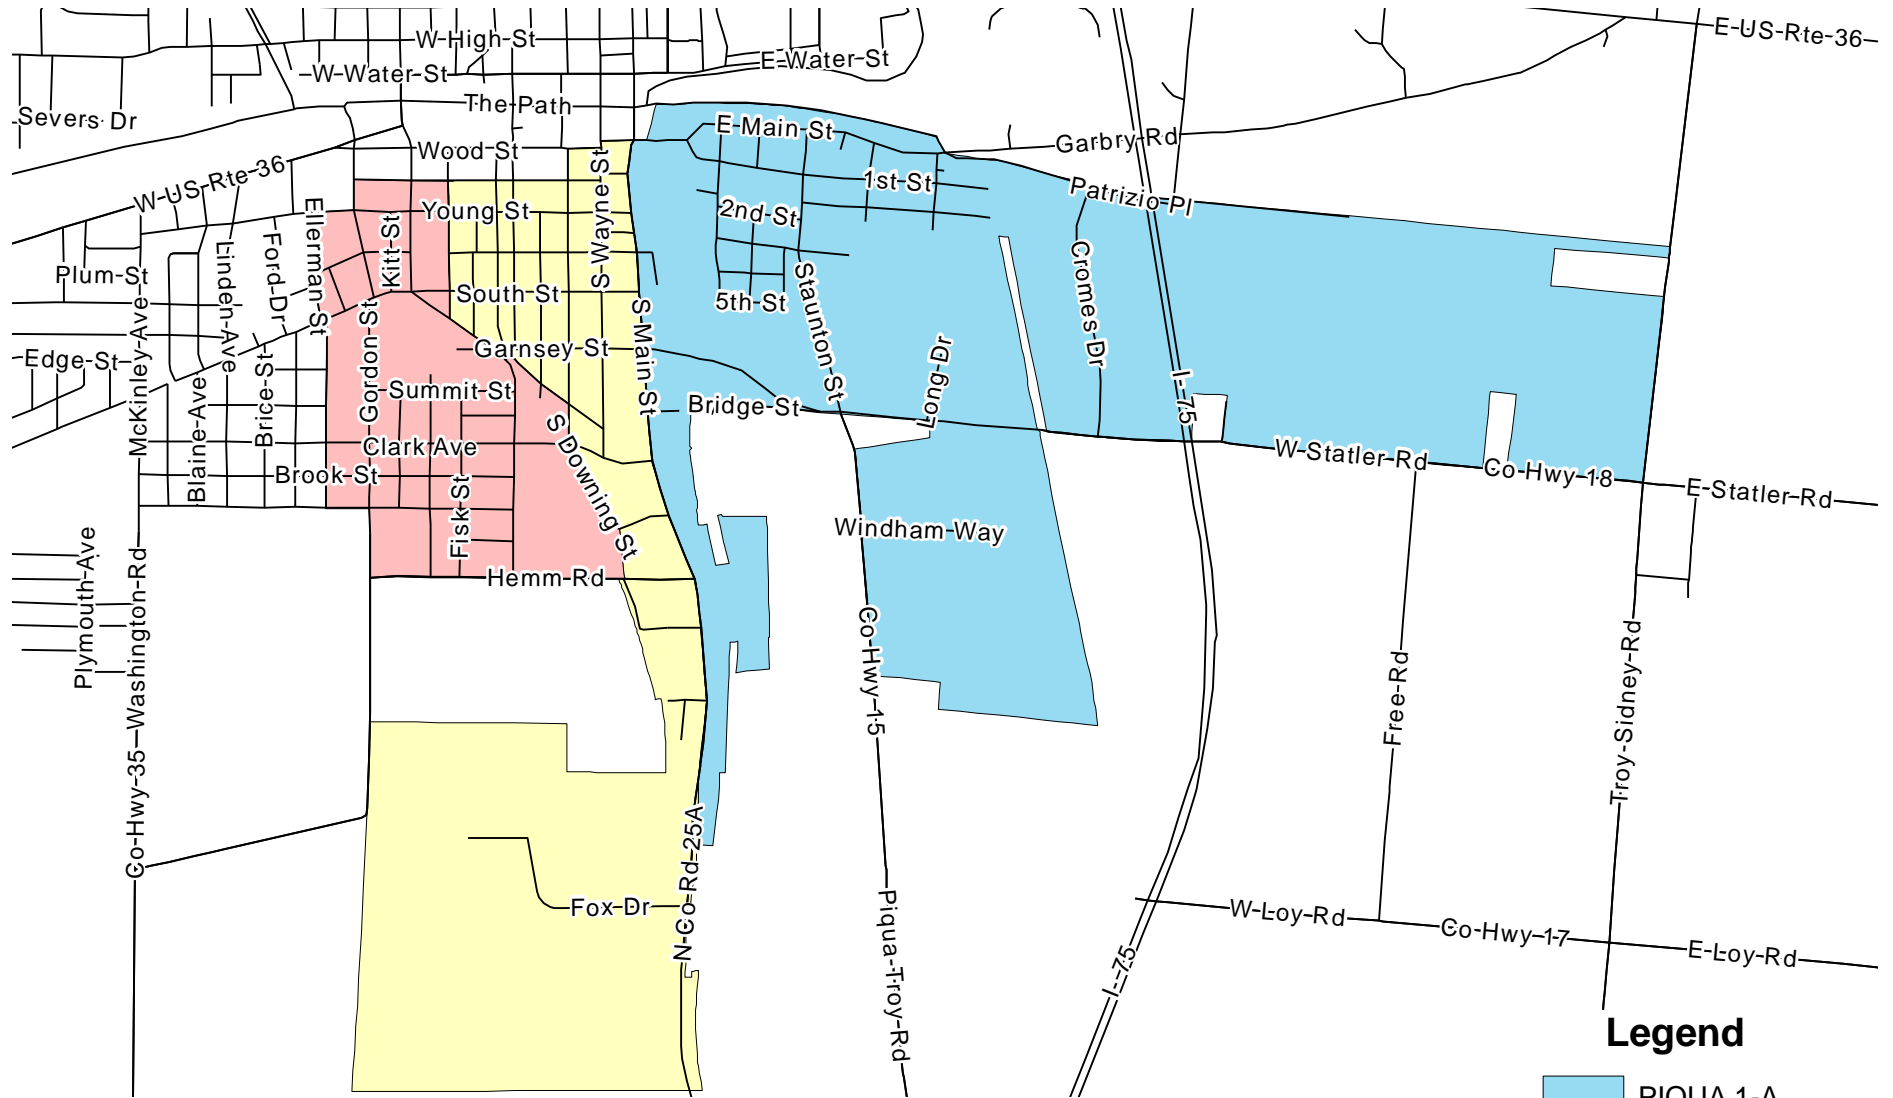 E-US-Rte-36
W-High-St
E-Water-St
W-Water-St
The-Path
Severs Dr
E Main St
Garbry-Rd
Wood St
W-US-Rte-36
1st St
Patrizio Pl
Young St
2nd St
S-Wayne-St
Ellerman-St
Kitt-St
Linden-Ave
Ford-Dr
Plum-St
South-St
5th-St
Staunton-St
Cromes-Dr
McKinley-Ave
Gordon-St
S-Main-St
Garnsey-St
Edge-St
Long-Dr
Brice-St
Summit-St
Bridge-St
I-75
Blaine-Ave
Clark Ave
S Downing-St
W-Statler-Rd
Brook St
Co-Hwy-18
E-Statler-Rd
Fisk-St
Windham-Way
Plymouth-Ave
Hemm-Rd
Co-Hwy-35
Washington-Rd
Co-Hwy-15
Free-Rd
Troy-Sidney-Rd
N-Co-Rd-25A
Fox-Dr
W-Loy-Rd
Co-Hwy-17
E-Loy-Rd
Piqua-Troy-Rd
I-75
Legend
PIQUA 1-A